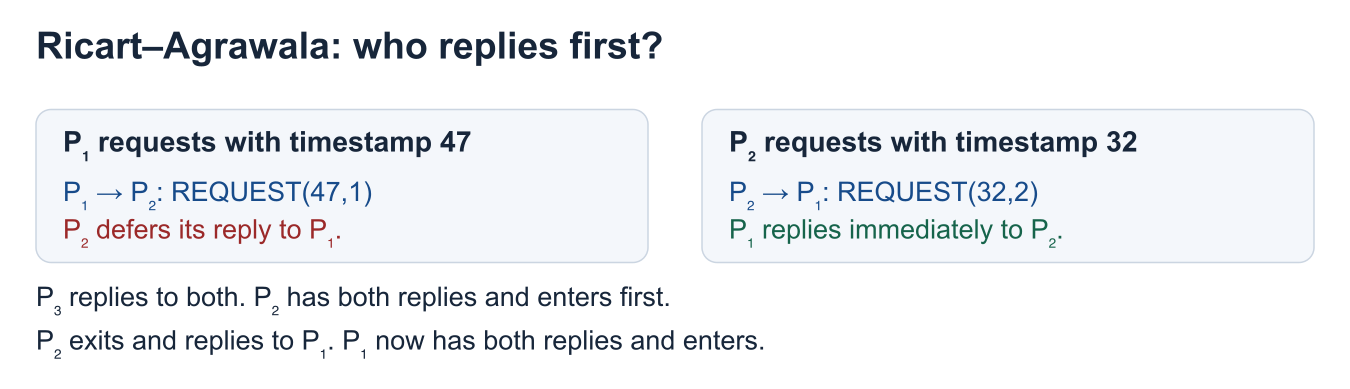 Ricart–Agrawala: who replies first?
P₁ requests with timestamp 47
P₁ → P₂: REQUEST(47,1)
P₂ defers its reply to P₁.
P₂ requests with timestamp 32
P₂ → P₁: REQUEST(32,2)
P₁ replies immediately to P₂.
P₃ replies to both. P₂ has both replies and enters first.
P₂ exits and replies to P₁. P₁ now has both replies and enters.